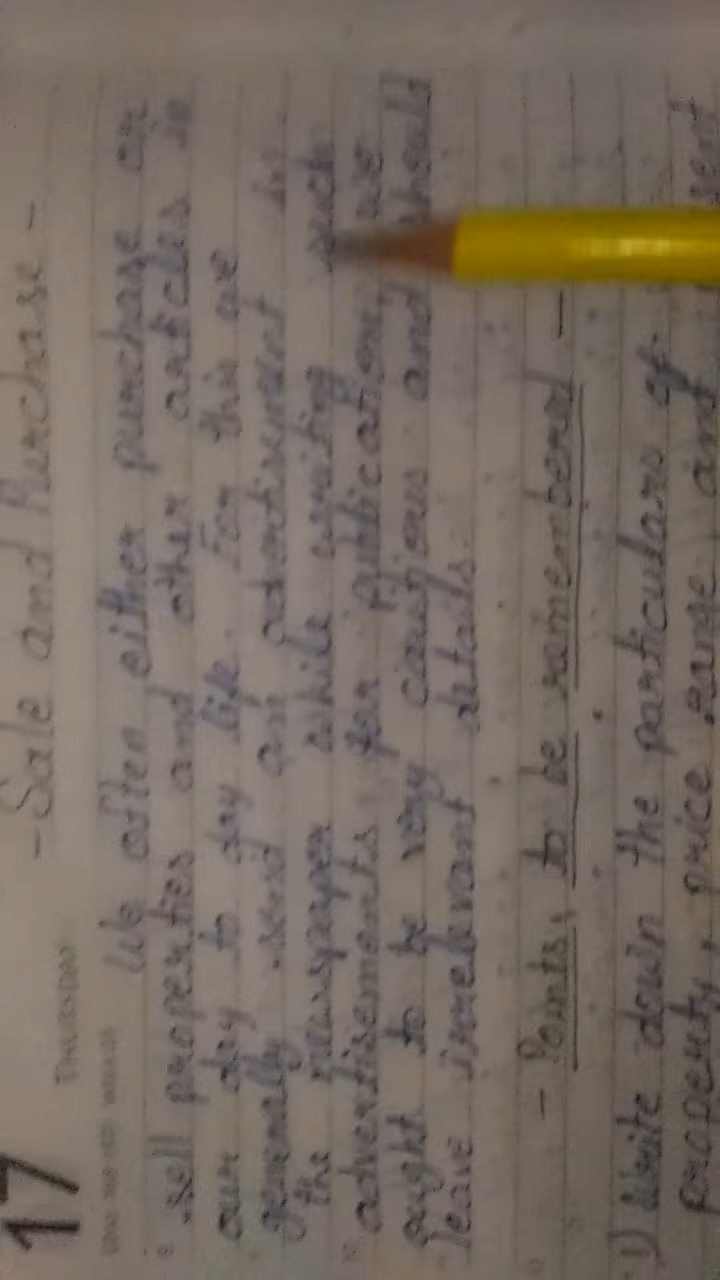 17
THURSDAY
- Sale and Purchase -
We often either purchase or
sell properties and other articles in
our day to day life. For this we
generally send an advertisement in
the newspaper while writing such
advertisements for publication, we
ought to be very cautious and should
leave irrelevant details.
- Points, to be remembered -
1) Write down the particulars of
property, price range and